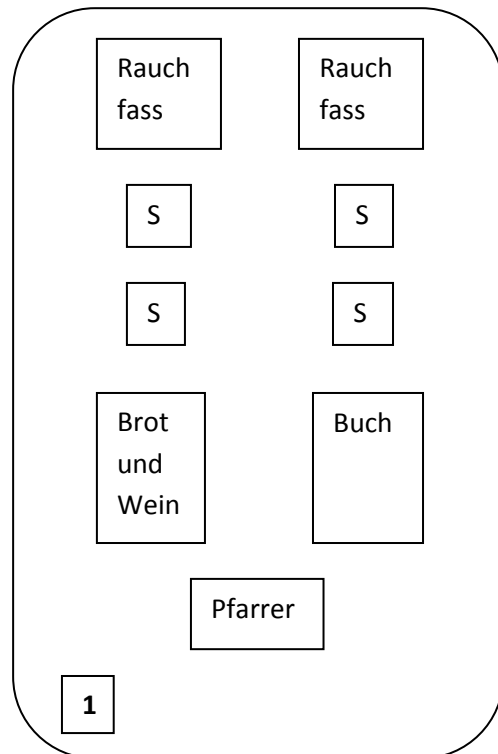 Rauch
fass
Rauch
fass
S
S
S
S
Brot
und
Wein
Buch
Pfarrer
1